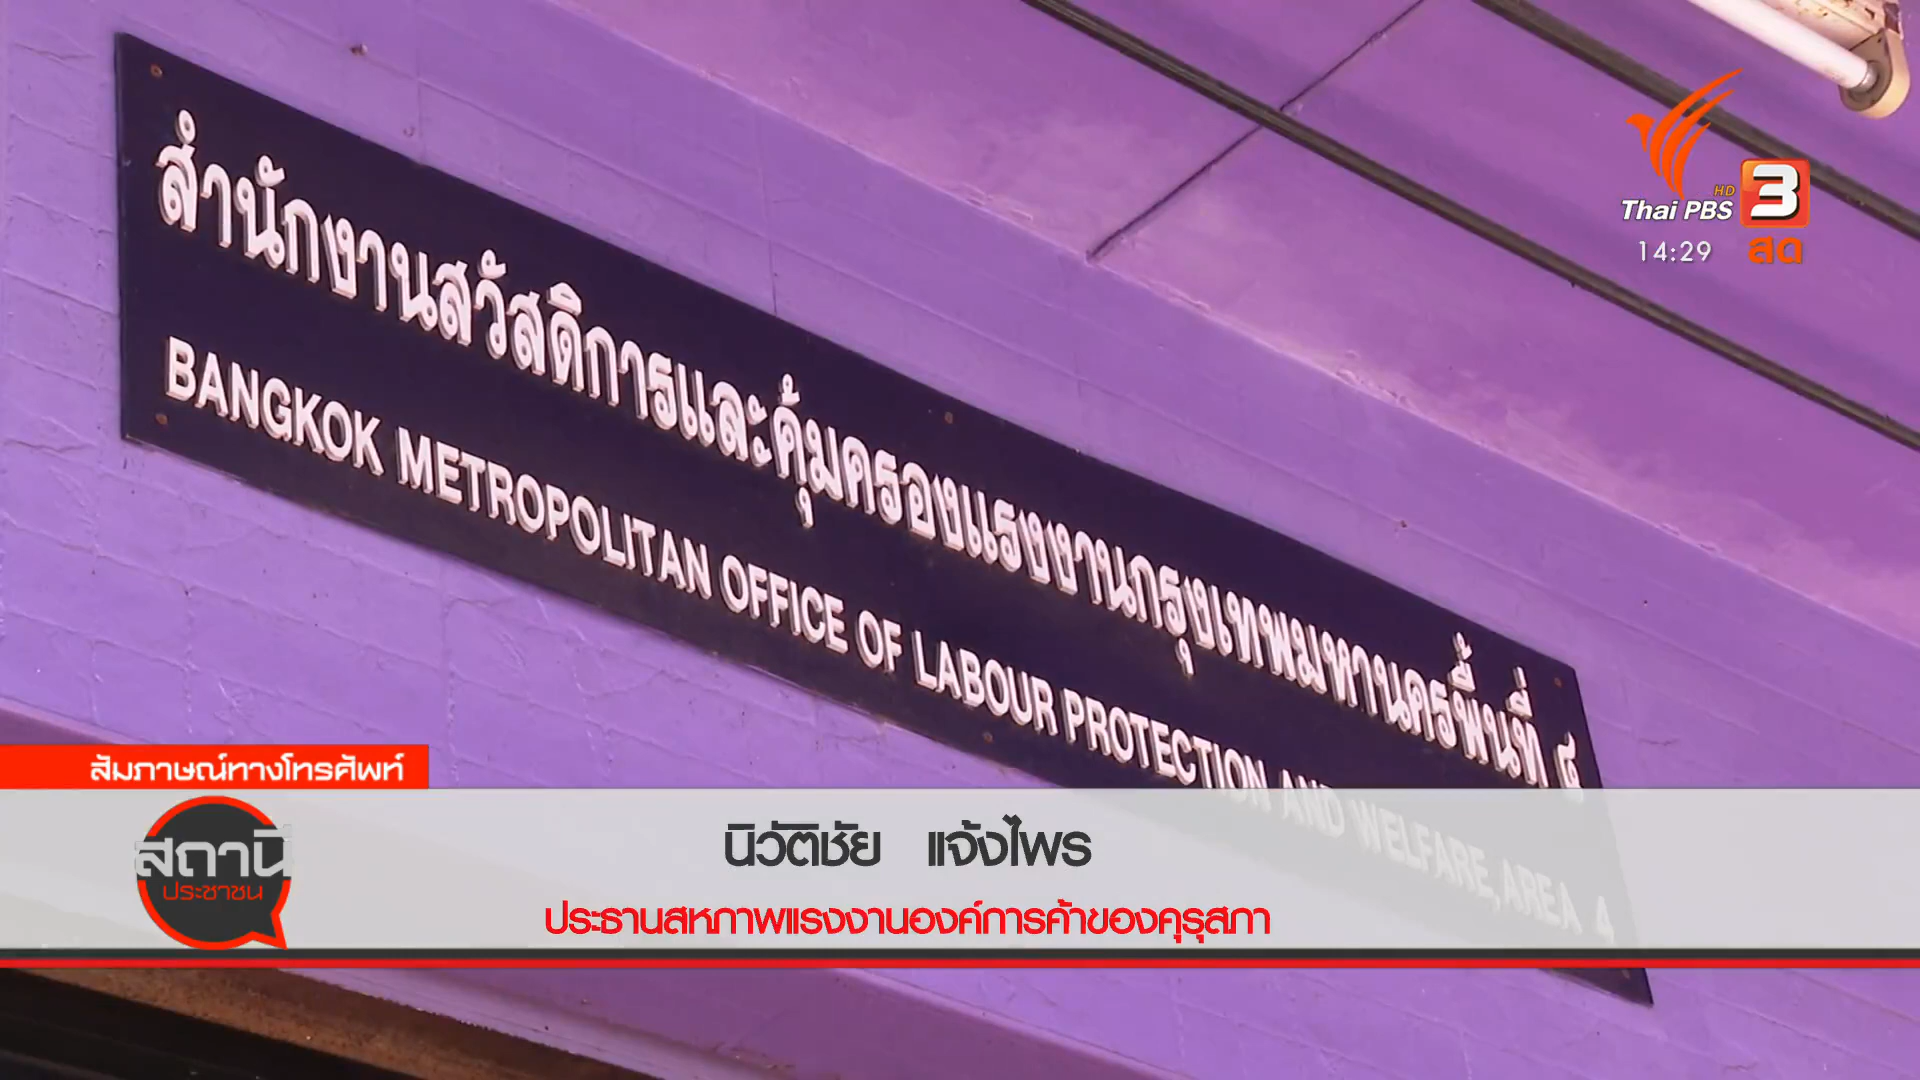 สำนักงานสวัสดิการและคุ้มครองแรงงานกรุงเทพมหานครพื้นที่ ๔
BANGKOK METROPOLITAN OFFICE OF LABOUR PROTECTION AND WELFARE, AREA 4
HD
Thai PBS 3
14:29 สด
สัมภาษณ์ทางโทรศัพท์
สถานี
ประชาชน
นิวัติชัย แจ้งไพร
ประธานสหภาพแรงงานองค์การค้าของคุรุสภา